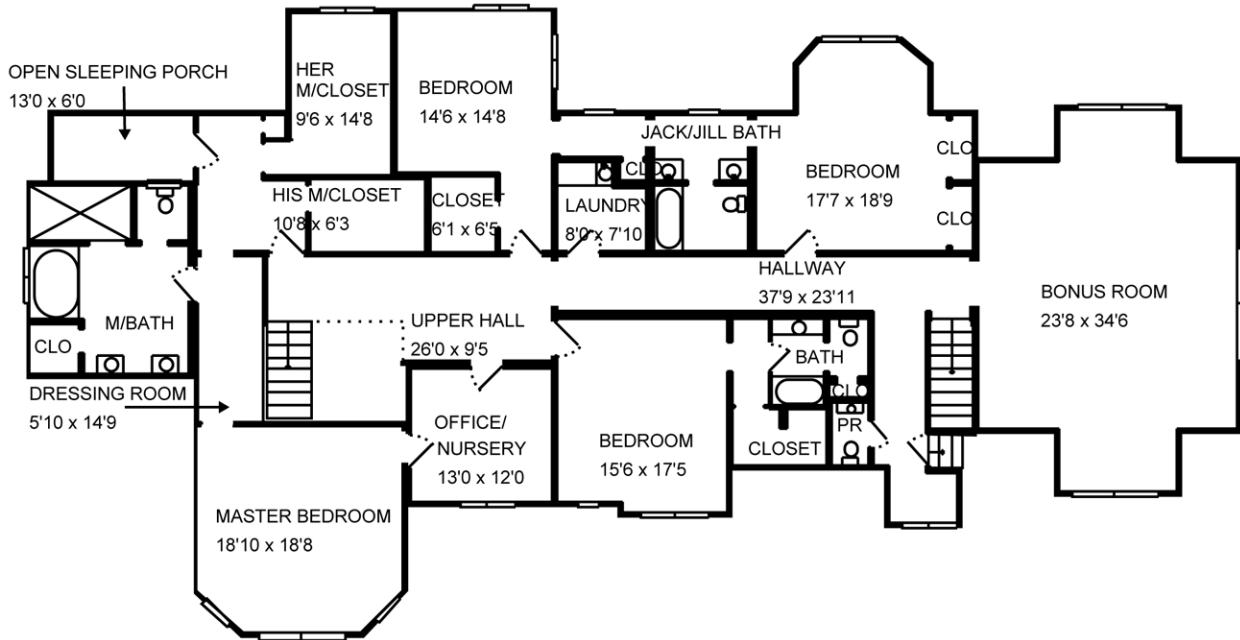 OPEN SLEEPING PORCH
13'0 x 6'0
HER
M/CLOSET
9'6 x 14'8
BEDROOM
14'6 x 14'8
JACK/JILL BATH
CLO
CLO
BEDROOM
17'7 x 18'9
CLO
HIS M/CLOSET
10'8 x 6'3
CLOSET
6'1 x 6'5
LAUNDRY
8'0 x 7'10
HALLWAY
37'9 x 23'11
BONUS ROOM
23'8 x 34'6
M/BATH
CLO
UPPER HALL
26'0 x 9'5
BATH
CLO
DRESSING ROOM
5'10 x 14'9
OFFICE/
NURSERY
13'0 x 12'0
BEDROOM
15'6 x 17'5
CLOSET
PR
MASTER BEDROOM
18'10 x 18'8